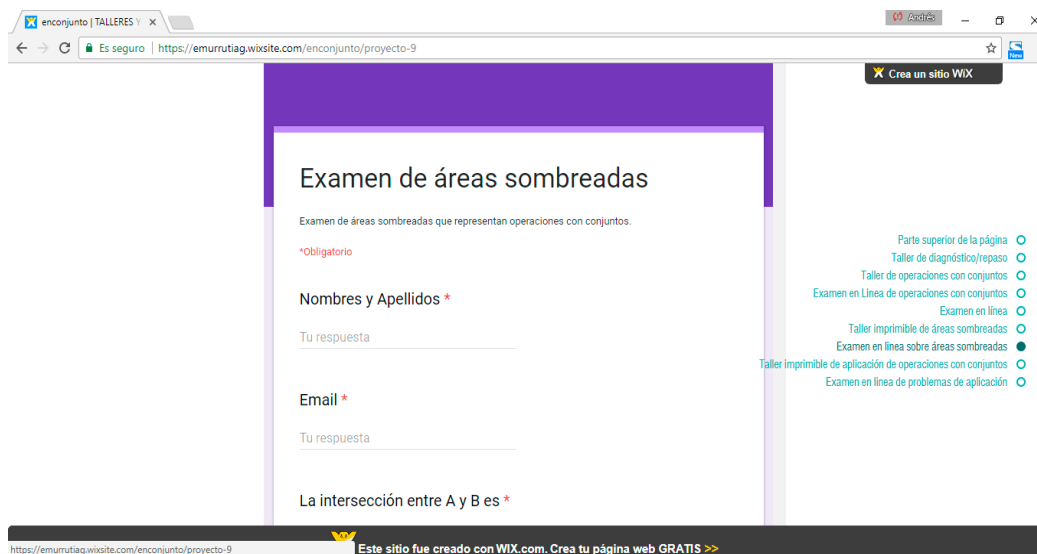 enconjunto | TALLERES Y
Andrés
Es seguro
https://emurrutiag.wixsite.com/enconjunto/proyecto-9
New
Crea un sitio WiX
Examen de áreas sombreadas
Examen de áreas sombreadas que representan operaciones con conjuntos.
*Obligatorio
Nombres y Apellidos *
Tu respuesta
Email *
Tu respuesta
La intersección entre A y B es *
Parte superior de la página
Taller de diagnóstico/repaso
Taller de operaciones con conjuntos
Examen en Linea de operaciones con conjuntos
Examen en línea
Taller imprimible de áreas sombreadas
Examen en linea sobre áreas sombreadas
Taller imprimible de aplicación de operaciones con conjuntos
Examen en linea de problemas de aplicación
https://emurrutiag.wixsite.com/enconjunto/proyecto-9
Este sitio fue creado con WIX.com. Crea tu página web GRATIS >>